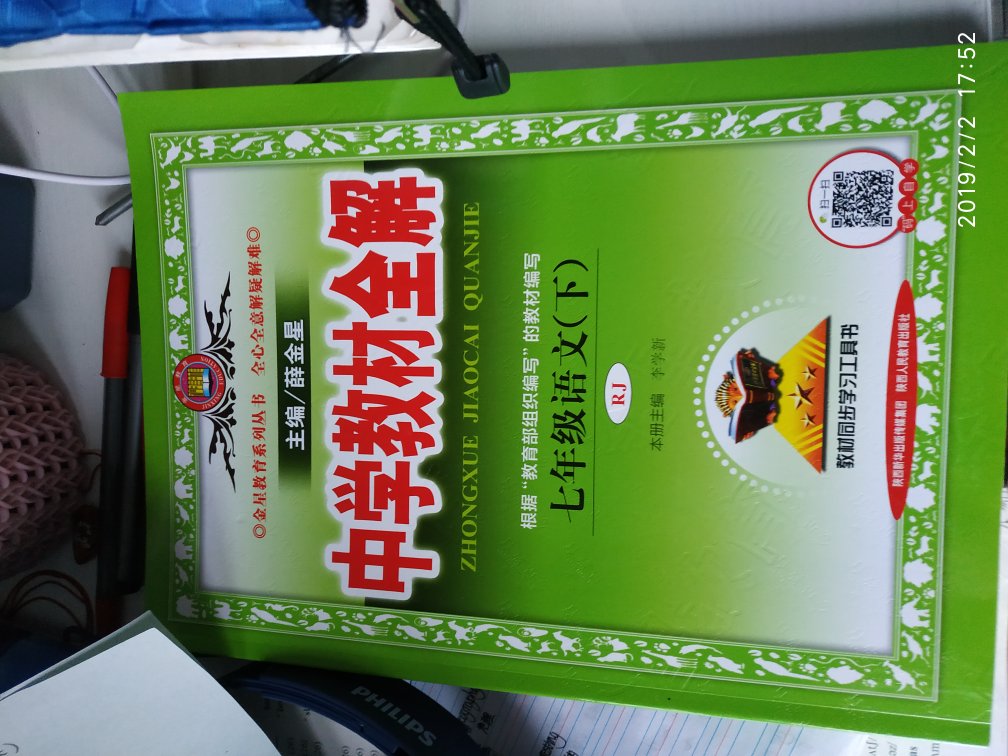 ◎金星教育系列丛书 全心全意解疑解难◎
主编/薛金星
中学教材全解
ZHONGXUE JIAOCAI QUANJIE
根据“教育部组织编写”的教材编写
七年级语文(下)
RJ
本册主编 李学新
教材同步学习工具书
陕西新华出版传媒集团 陕西人民教育出版社
扫一扫
码上自学
PHILIPS
2019/2/2 17:52